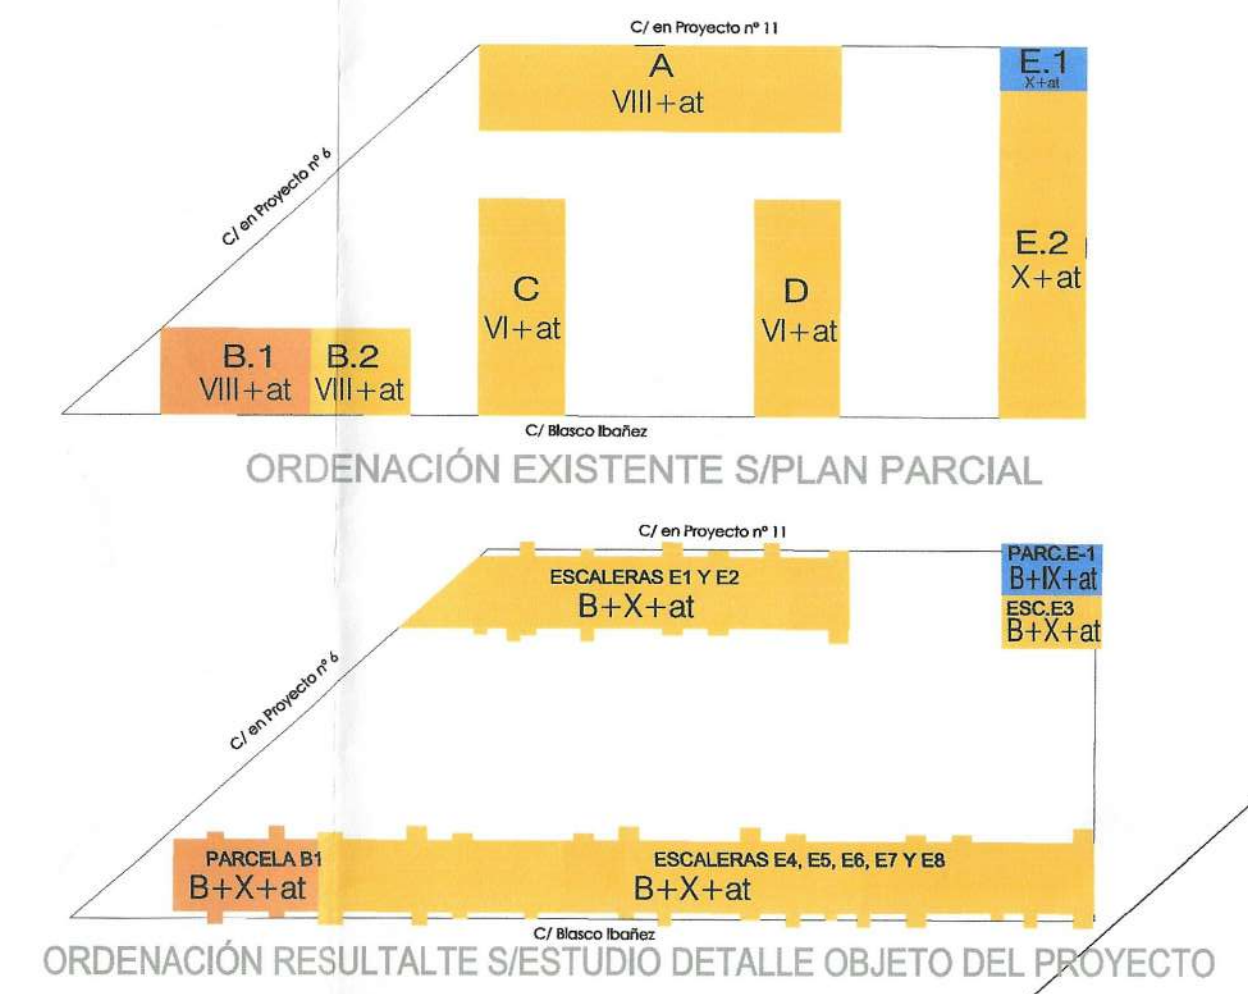 C/ en Proyecto nº 11
A
VIII+at
E.1
X+at
C/ en Proyecto nº 6
E.2
X+at
C
VI+at
D
VI+at
B.1
VIII+at
B.2
VIII+at
C/ Blasco Ibañez
ORDENACIÓN EXISTENTE S/PLAN PARCIAL
C/ en Proyecto nº 11
ESCALERAS E1 Y E2
B+X+at
PARC.E-1
B+IX+at
ESC.E3
B+X+at
C/ en Proyecto nº 6
PARCELA B1
B+X+at
ESCALERAS E4, E5, E6, E7 Y E8
B+X+at
C/ Blasco Ibañez
ORDENACIÓN RESULTALTE S/ESTUDIO DETALLE OBJETO DEL PROYECTO